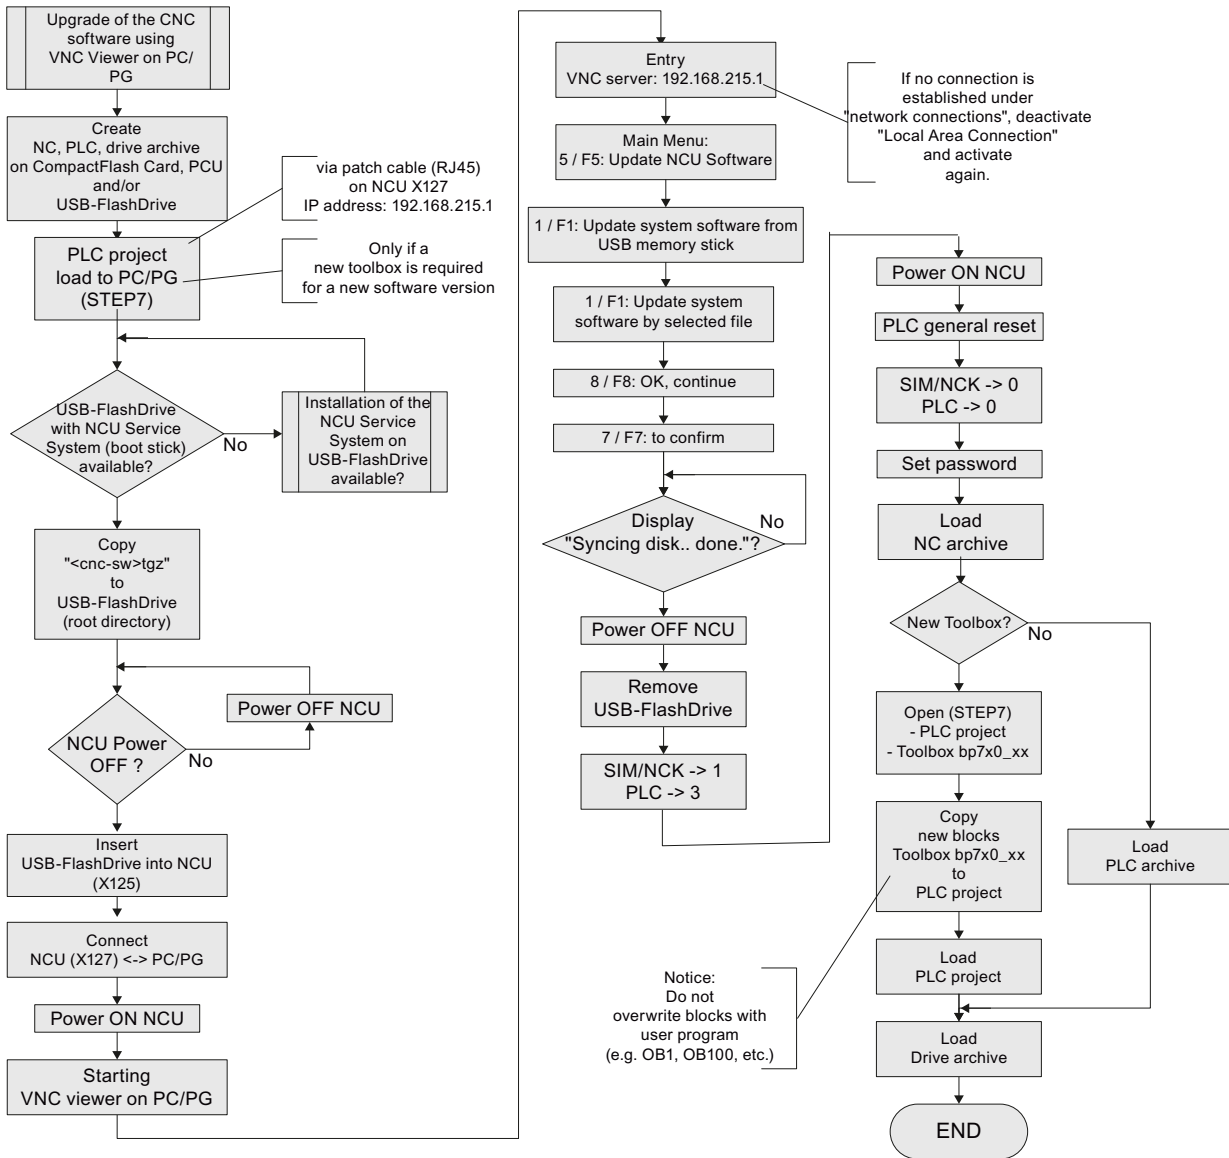 Upgrade of the CNC
software using
VNC Viewer on PC/
PG
Create
NC, PLC, drive archive
on CompactFlash Card, PCU
and/or
USB-FlashDrive
via patch cable (RJ45)
on NCU X127
IP address: 192.168.215.1
PLC project
load to PC/PG
(STEP7)
Only if a
new toolbox is required
for a new software version
USB-FlashDrive
with NCU Service
System (boot stick)
available?
No
Installation of the
NCU Service
System on
USB-FlashDrive
available?
Copy
"<cnc-sw>tgz"
to
USB-FlashDrive
(root directory)
Power OFF NCU
NCU Power
OFF ?
No
Insert
USB-FlashDrive into NCU
(X125)
Connect
NCU (X127) <-> PC/PG
Power ON NCU
Starting
VNC viewer on PC/PG
Entry
VNC server: 192.168.215.1
If no connection is
established under
"network connections", deactivate
"Local Area Connection"
and activate
again.
Main Menu:
5 / F5: Update NCU Software
1 / F1: Update system software from
USB memory stick
1 / F1: Update system
software by selected file
8 / F8: OK, continue
7 / F7: to confirm
Display
"Syncing disk.. done."?
No
Power OFF NCU
Remove
USB-FlashDrive
SIM/NCK -> 1
PLC -> 3
Power ON NCU
PLC general reset
SIM/NCK -> 0
PLC -> 0
Set password
Load
NC archive
New Toolbox?
No
Open (STEP7)
- PLC project
- Toolbox bp7x0_xx
Copy
new blocks
Toolbox bp7x0_xx
to
PLC project
Load
PLC archive
Notice:
Do not
overwrite blocks with
user program
(e.g. OB1, OB100, etc.)
Load
PLC project
Load
Drive archive
END